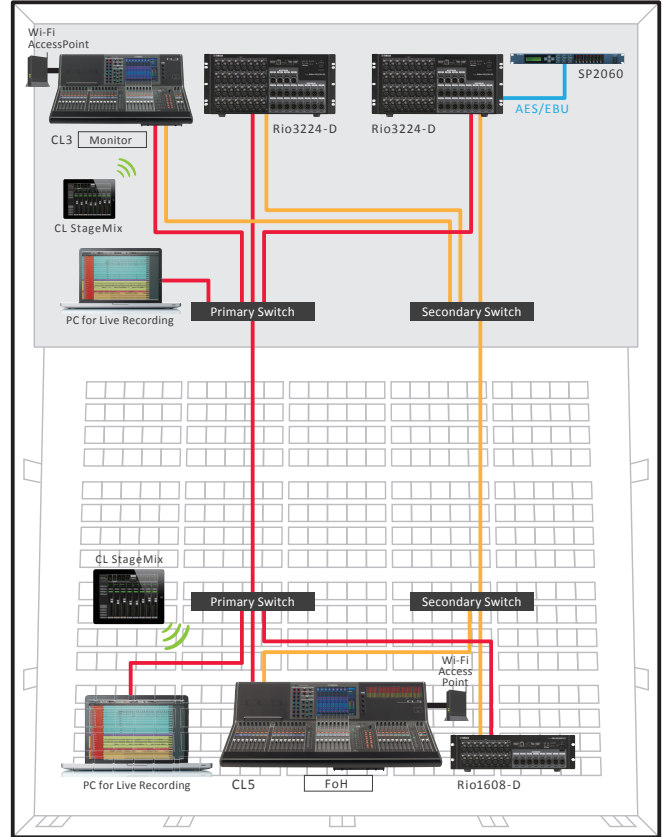 Wi-Fi
AccessPoint
SP2060
AES/EBU
Rio3224-D
Rio3224-D
CL3
Monitor
CL StageMix
PC for Live Recording
Primary Switch
Secondary Switch
CL StageMix
Primary Switch
Secondary Switch
Wi-Fi
Access
Point
PC for Live Recording
CL5
FoH
Rio1608-D